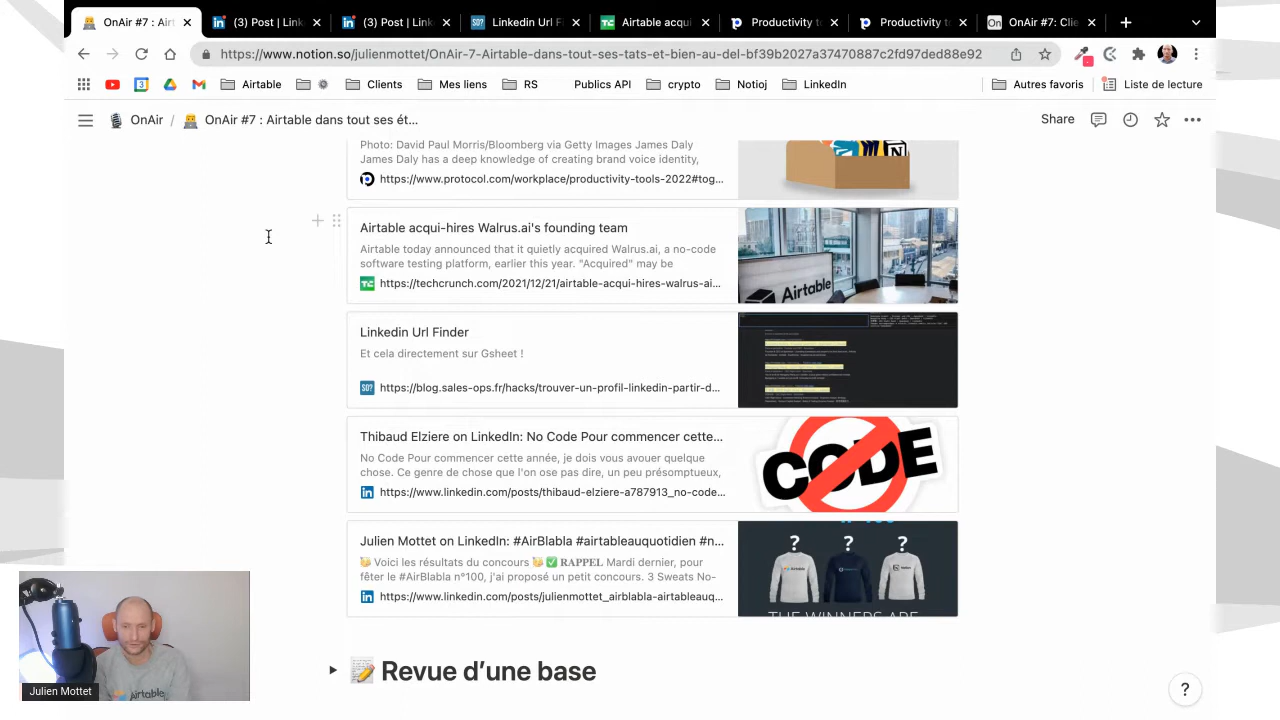 OnAir #7 : Airt
(3) Post | Link
(3) Post | Link
Linkedin Url F
Airtable acqui
Productivity t
Productivity t
OnAir #7: Clie
https://www.notion.so/julienmottet/OnAir-7-Airtable-dans-tout-ses-tats-et-bien-au-del-bf39b2027a37470887c2fd97ded88e92
Airtable
Clients
Mes liens
RS
Publics API
crypto
Notioj
LinkedIn
Autres favoris
Liste de lecture
OnAir / OnAir #7 : Airtable dans tout ses ét...
Share
Photo: David Paul Morris/Bloomberg via Getty Images James Daly
James Daly has a deep knowledge of creating brand voice identity,
https://www.protocol.com/workplace/productivity-tools-2022#tog...
Airtable acqui-hires Walrus.ai's founding team
Airtable today announced that it quietly acquired Walrus.ai, a no-code
software testing platform, earlier this year. "Acquired" may be
https://techcrunch.com/2021/12/21/airtable-acqui-hires-walrus-ai...
Airtable
Linkedin Url Finder
Directement sur Gsheet
https://blog.sales-ops.fr/trouver-un-profil-linkedin-partir-d...
Thibaud Elziere on LinkedIn: No Code Pour commencer cette...
No Code Pour commencer cette année, je dois vous avouer quelque
chose. Ce genre de chose que l'on ose pas dire, un peu présomptueux,
https://www.linkedin.com/posts/thibaud-elziere-a787913_no-code...
CODE
Julien Mottet on LinkedIn: #AirBlabla #airtableauquotidien #n...
👏 Voici les résultats du concours 👏 ✅ 𝐑𝐀𝐏𝐏𝐄𝐋 Mardi dernier, pour
fêter le #AirBlabla n°100, j'ai proposé un petit concours. 3 Sweats No-
https://www.linkedin.com/posts/julienmottet_airblabla-airtableauq...
? ? ?
Airtable
Notion
THE WINNERS ARE
Revue d'une base
Airtable
Julien Mottet
?